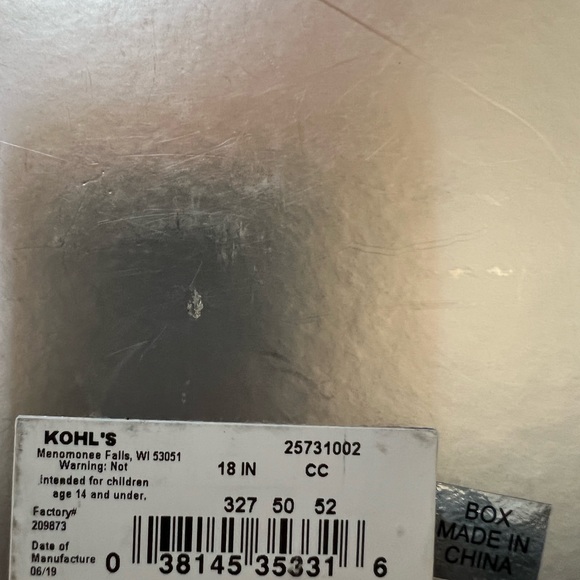 KOHL'S
Menomonee Falls, WI 53051
Warning: Not
Intended for children
age 14 and under.
Factory#
209873
Date of
Manufacture
06/19
25731002
18 IN CC
327 50 52
0 38145 35331 6
BOX
MADE IN
CHINA